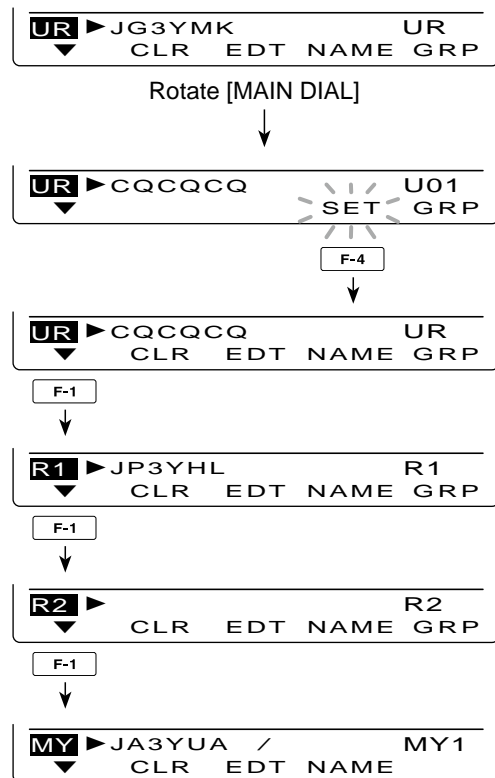 UR ►JG3YMK UR
▼ CLR EDT NAME GRP
Rotate [MAIN DIAL]
UR ►CQCQCQ U01
▼ SET GRP
F-4
UR ►CQCQCQ UR
▼ CLR EDT NAME GRP
F-1
R1 ►JP3YHL R1
▼ CLR EDT NAME GRP
F-1
R2 ► R2
▼ CLR EDT NAME GRP
F-1
MY ►JA3YUA / MY1
▼ CLR EDT NAME